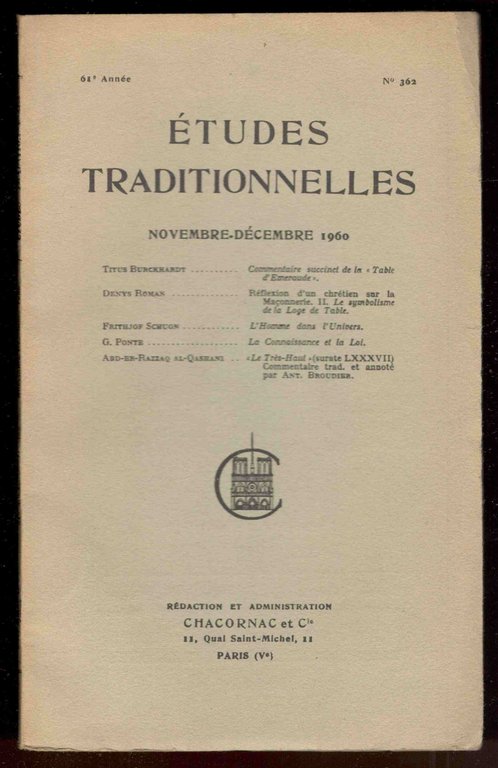 61e Année
No 362
ÉTUDES
TRADITIONNELLES
NOVEMBRE-DÉCEMBRE 1960
TITUS BURCKHARDT .......... Commentaire succinct de la « Table
d'Emeraude ».
DENYS ROMAN .............. Réflexion d'un chrétien sur la
Maçonnerie. II. Le symbolisme
de la Loge de Table.
FRITHJOF SCHUON ............ L'Homme dans l'Univers.
G. PONTE .................. La Connaissance et la Loi.
ABD-ER-RAZZAQ AL-QASHANI .. «Le Très-Haut» (surate LXXXVII)
Commentaire trad. et annoté
par ANT. BROUDIER.
RÉDACTION ET ADMINISTRATION
CHACORNAC et Cie
11, Quai Saint-Michel, 11
PARIS (Ve)